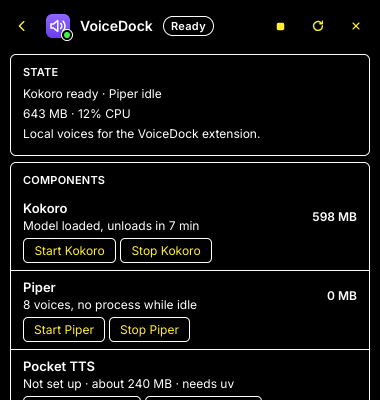 VoiceDock Ready
STATE
Kokoro ready · Piper idle
643 MB · 12% CPU
Local voices for the VoiceDock extension.
COMPONENTS
Kokoro
598 MB
Model loaded, unloads in 7 min
Start Kokoro Stop Kokoro
Piper
0 MB
8 voices, no process while idle
Start Piper Stop Piper
Pocket TTS
Not set up · about 240 MB · needs uv